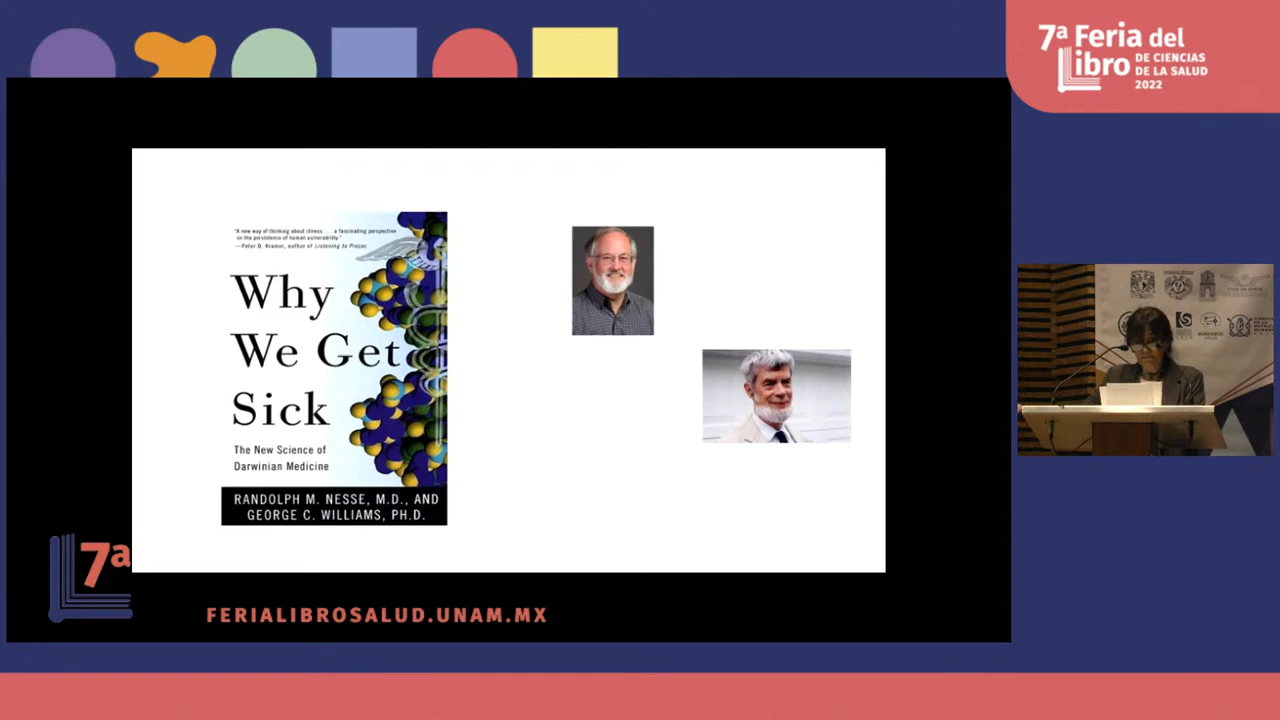 7ª Feria del
Libro DE CIENCIAS
DE LA SALUD
2022
"A new way of thinking about illness . . . a fascinating perspective
on the persistence of human vulnerability."
—Peter D. Kramer, author of Listening to Prozac
Why
We Get
Sick
The New Science of
Darwinian Medicine
RANDOLPH M. NESSE, M.D., AND
GEORGE C. WILLIAMS, PH.D.
7ª
FERIALIBROSALUD.UNAM.MX